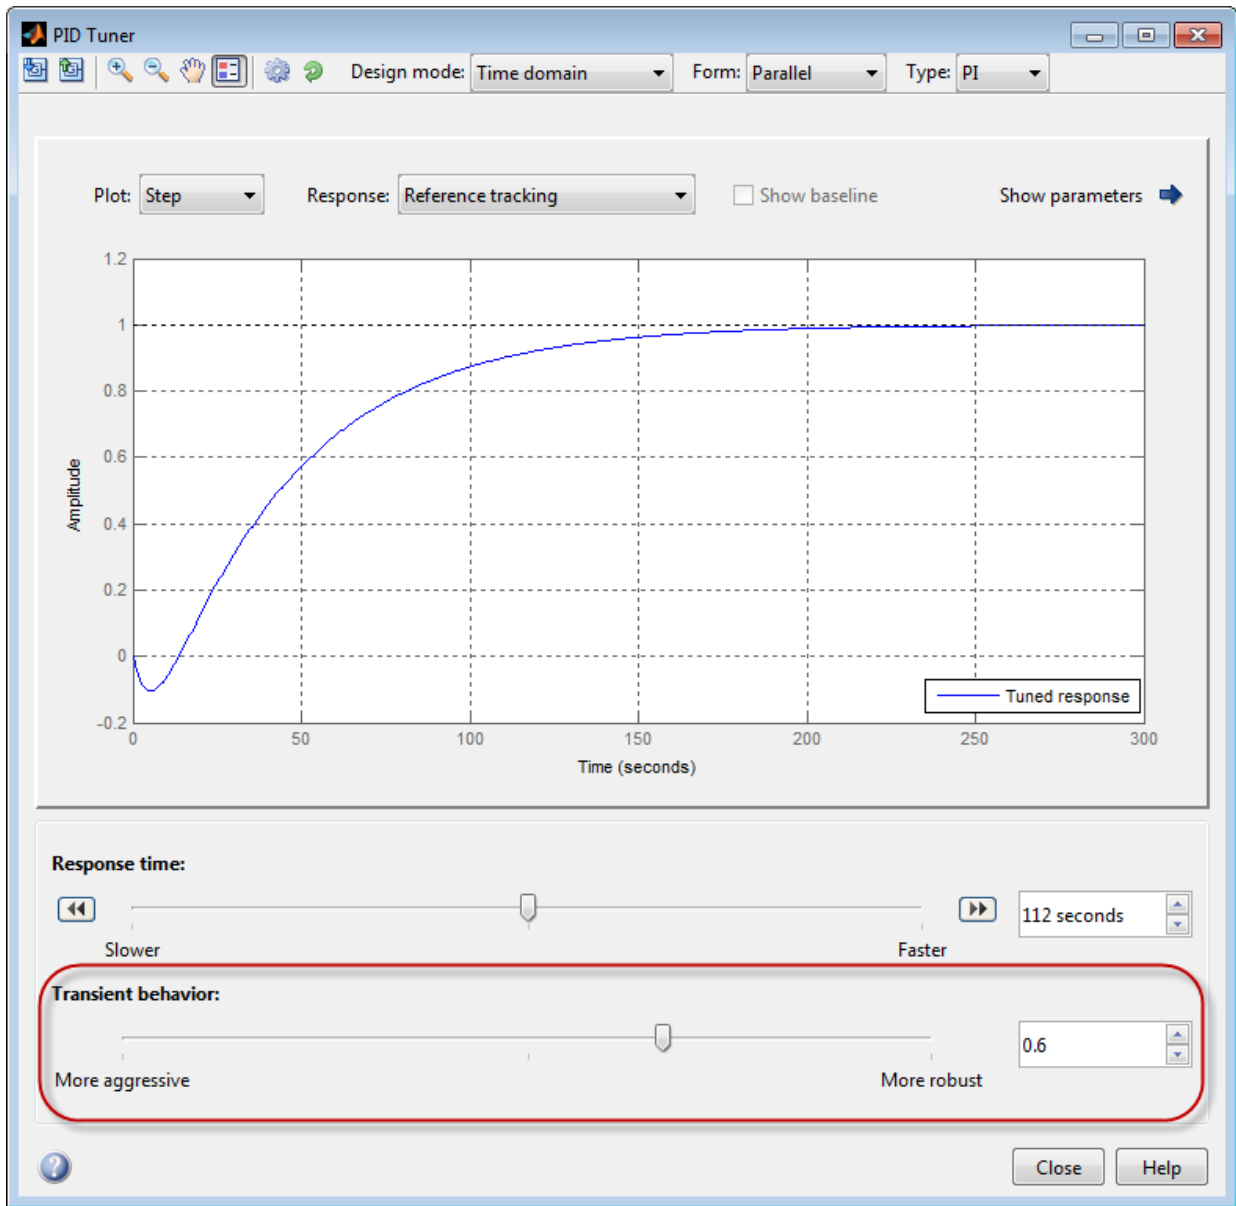 PID Tuner
Design mode: Time domain Form: Parallel Type: PI
Plot: Step Response: Reference tracking Show baseline Show parameters
1.2
1
0.8
0.6
0.4
0.2
0
-0.2
Amplitude
Tuned response
0 50 100 150 200 250 300
Time (seconds)
Response time:
112 seconds
Slower Faster
Transient behavior:
0.6
More aggressive More robust
Close Help